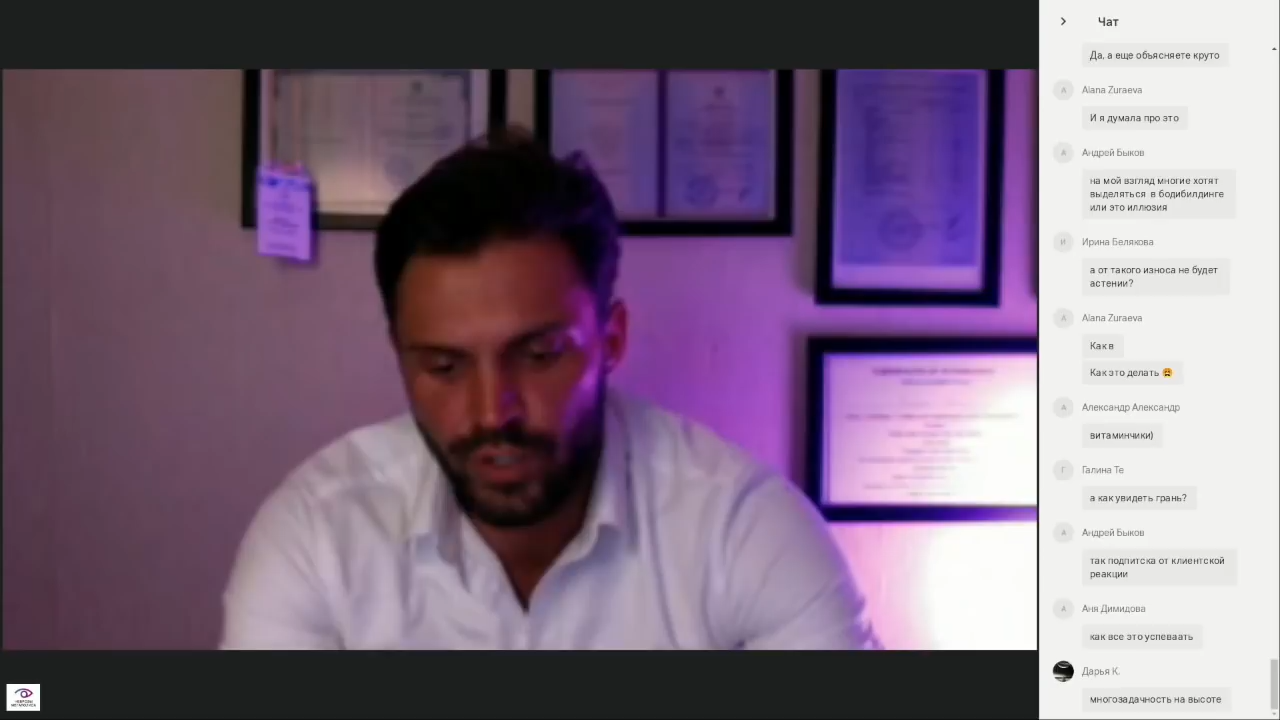 Чат
Да, а еще объясняете круто
Alana Zuraeva
И я думала про это
Андрей Быков
на мой взгляд многие хотят
выделяться в бодибилдинге
или это иллюзия
Ирина Белякова
а от такого износа не будет
астении?
Alana Zuraeva
Как в
Как это делать 😩
Александр Александр
витаминчики)
Галина Те
а как увидеть грань?
Андрей Быков
так подпитска от клиентской
реакции
Аня Димидова
как все это успеваать
Дарья К.
многозадачность на высоте